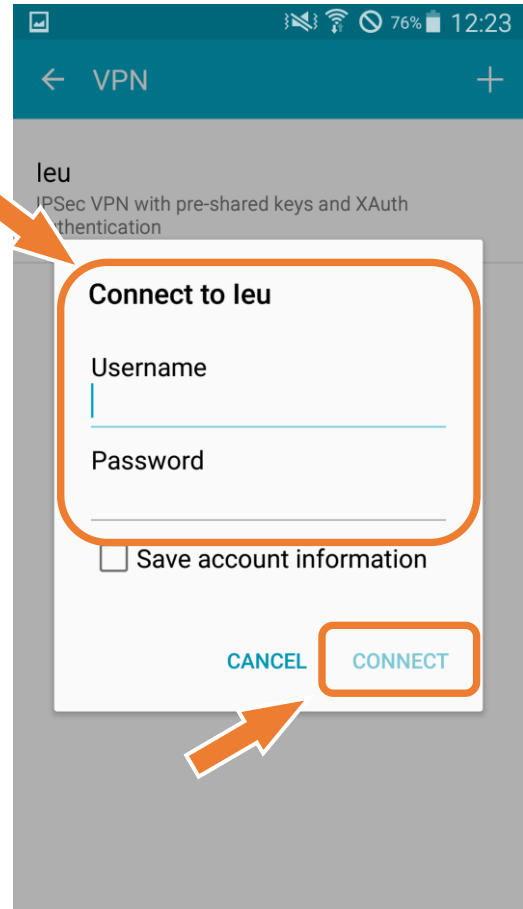 76% 12:23
VPN
leu
IPSec VPN with pre-shared keys and XAuth
authentication
Connect to leu
Username
Password
Save account information
CANCEL CONNECT